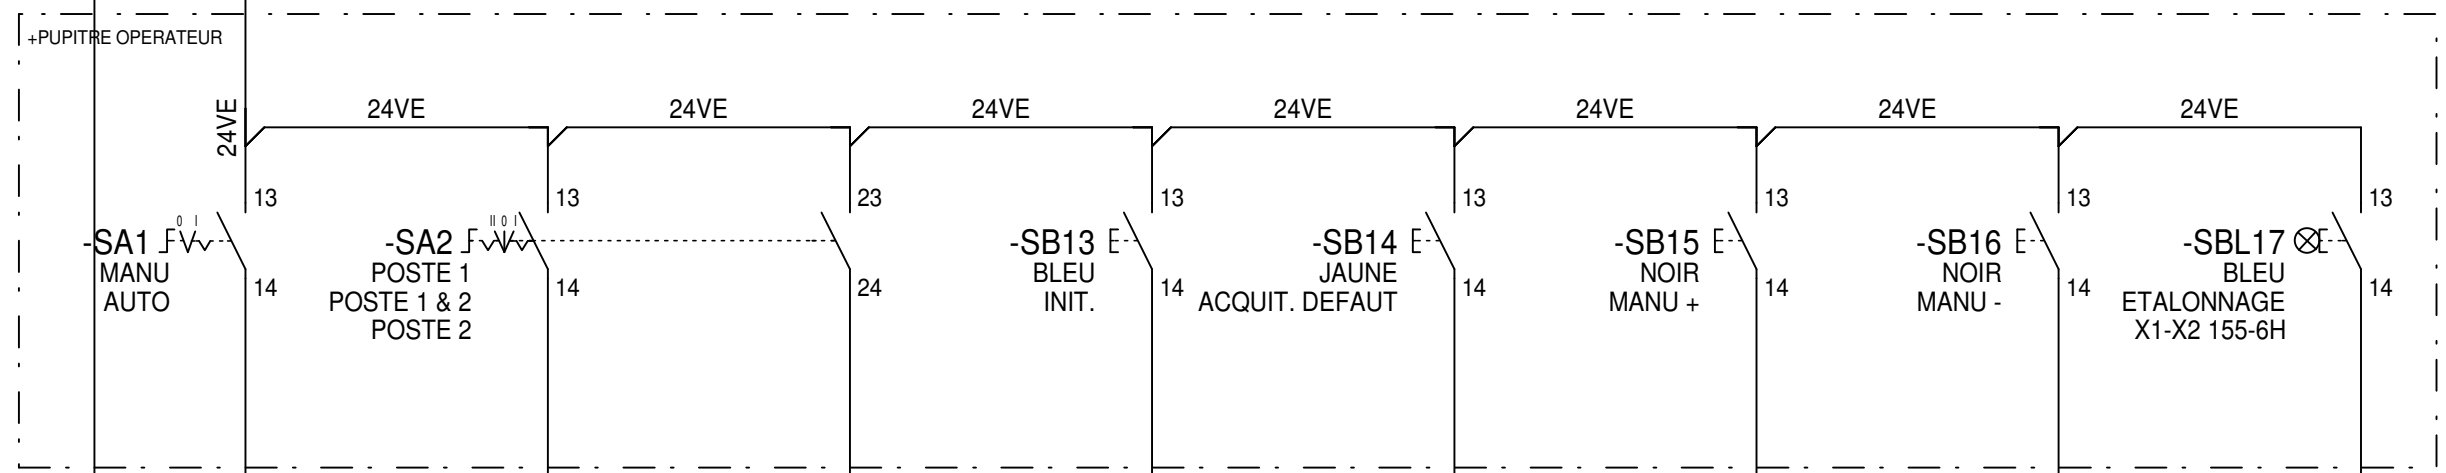 +PUPITRE OPERATEUR
24VE
24VE
24VE
24VE
24VE
24VE
24VE
24VE
13
13
23
13
13
13
13
13
0 I
II 0 I
-SA1
MANU
AUTO
-SA2
POSTE 1
POSTE 1 & 2
POSTE 2
-SB13
BLEU
INIT.
-SB14
JAUNE
ACQUIT. DEFAUT
-SB15
NOIR
MANU +
-SB16
NOIR
MANU -
-SBL17
BLEU
ETALONNAGE
X1-X2 155-6H
14
14
24
14
14
14
14
14